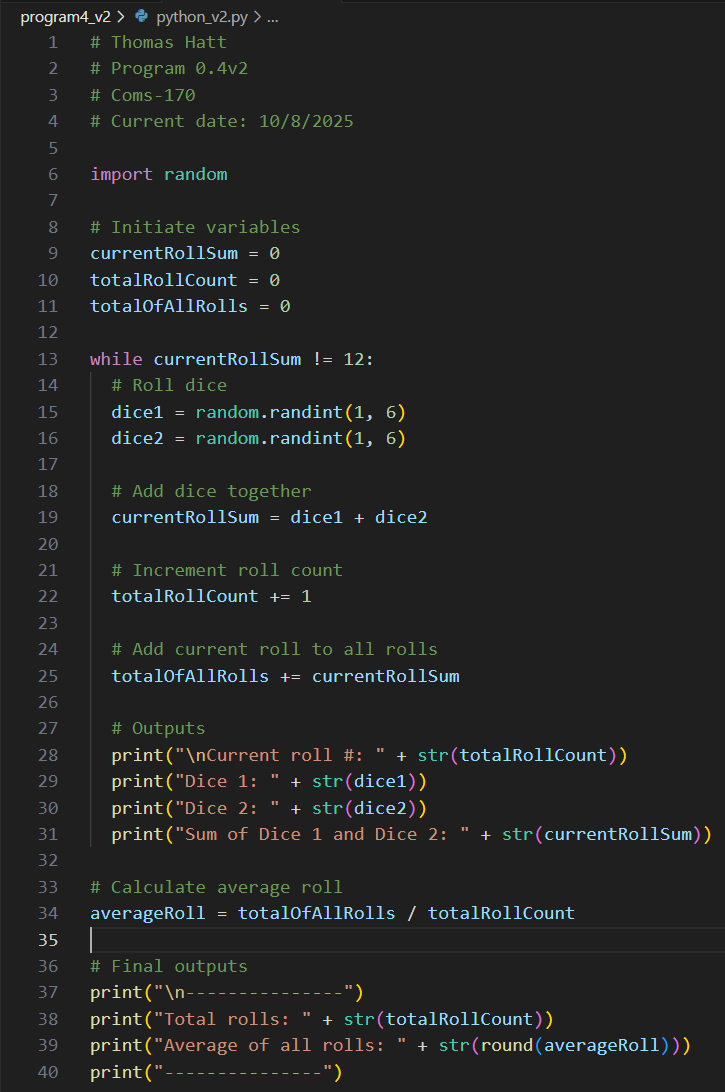 program4_v2 > python_v2.py > ...
1 # Thomas Hatt
2 # Program 0.4v2
3 # Coms-170
4 # Current date: 10/8/2025
5
6 import random
7
8 # Initiate variables
9 currentRollSum = 0
10 totalRollCount = 0
11 totalOfAllRolls = 0
12
13 while currentRollSum != 12:
14   # Roll dice
15   dice1 = random.randint(1, 6)
16   dice2 = random.randint(1, 6)
17
18   # Add dice together
19   currentRollSum = dice1 + dice2
20
21   # Increment roll count
22   totalRollCount += 1
23
24   # Add current roll to all rolls
25   totalOfAllRolls += currentRollSum
26
27   # Outputs
28   print("\nCurrent roll #: " + str(totalRollCount))
29   print("Dice 1: " + str(dice1))
30   print("Dice 2: " + str(dice2))
31   print("Sum of Dice 1 and Dice 2: " + str(currentRollSum))
32
33 # Calculate average roll
34 averageRoll = totalOfAllRolls / totalRollCount
35
36 # Final outputs
37 print("\n---------------")
38 print("Total rolls: " + str(totalRollCount))
39 print("Average of all rolls: " + str(round(averageRoll)))
40 print("---------------")